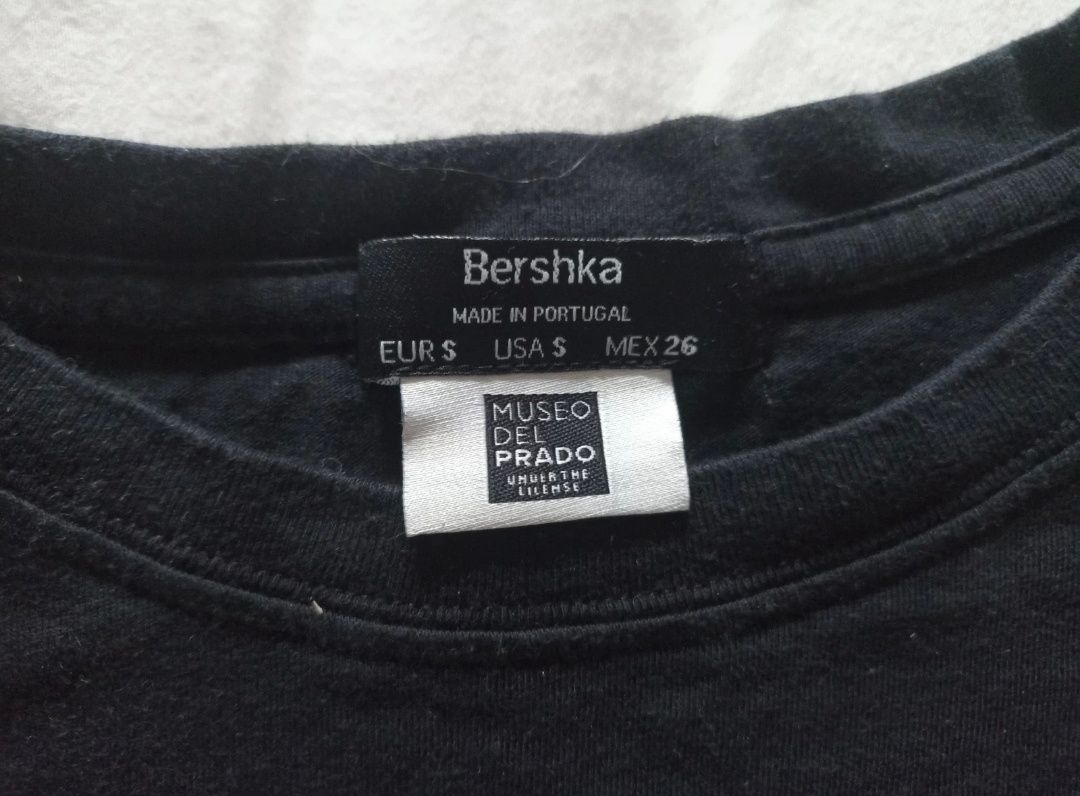 Bershka
MADE IN PORTUGAL
EUR S USA S MEX 26
MUSEO
DEL
PRADO
UNDER THE
LICENSE